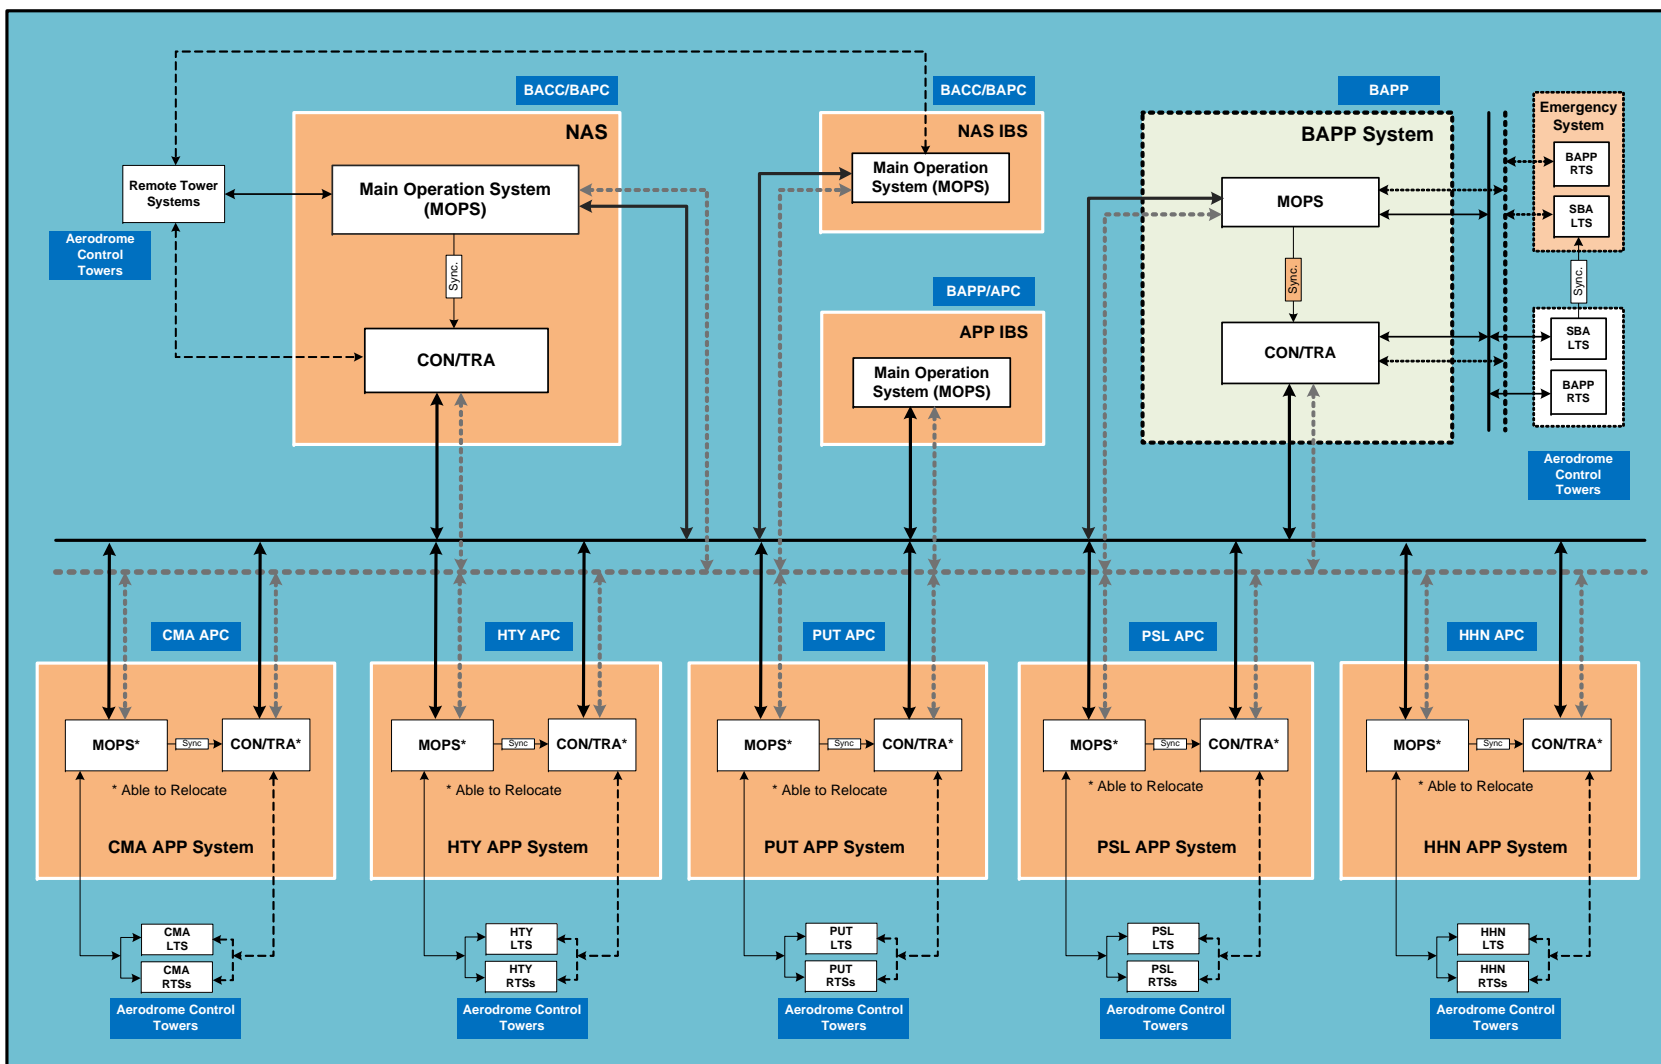 BACC/BAPC
BACC/BAPC
BAPP
NAS
NAS IBS
BAPP System
Emergency
System
Remote Tower
Systems
Main Operation System
(MOPS)
Main Operation
System (MOPS)
MOPS
BAPP
RTS
SBA
LTS
Aerodrome
Control
Towers
Sync.
Sync.
Sync.
BAPP/APC
APP IBS
CON/TRA
Main Operation
System (MOPS)
CON/TRA
SBA
LTS
BAPP
RTS
Aerodrome
Control
Towers
CMA APC
HTY APC
PUT APC
PSL APC
HHN APC
MOPS*
Sync
CON/TRA*
* Able to Relocate
CMA APP System
MOPS*
Sync
CON/TRA*
* Able to Relocate
HTY APP System
MOPS*
Sync
CON/TRA*
* Able to Relocate
PUT APP System
MOPS*
Sync
CON/TRA*
* Able to Relocate
PSL APP System
MOPS*
Sync
CON/TRA*
* Able to Relocate
HHN APP System
CMA
LTS
CMA
RTSs
Aerodrome Control
Towers
HTY
LTS
HTY
RTSs
Aerodrome Control
Towers
PUT
LTS
PUT
RTSs
Aerodrome Control
Towers
PSL
LTS
PSL
RTSs
Aerodrome Control
Towers
HHN
LTS
HHN
RTSs
Aerodrome Control
Towers